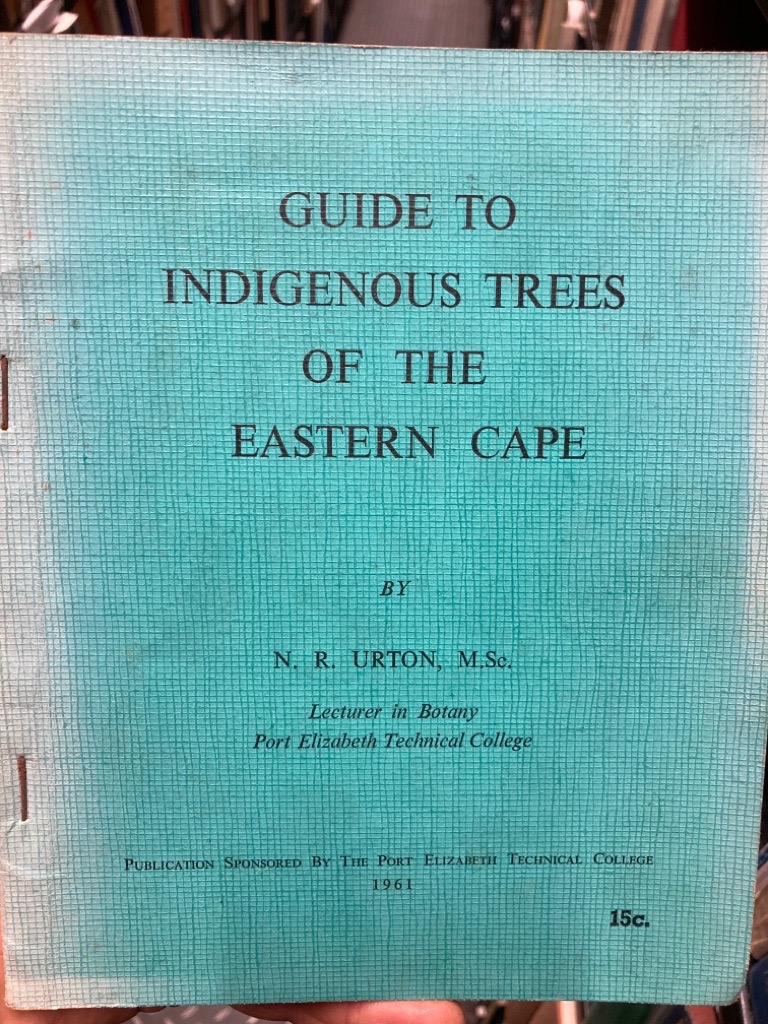 GUIDE TO
INDIGENOUS TREES
OF THE
EASTERN CAPE
BY
N. R. URTON, M.Sc.
Lecturer in Botany
Port Elizabeth Technical College
PUBLICATION SPONSORED BY THE PORT ELIZABETH TECHNICAL COLLEGE
1961
15c.